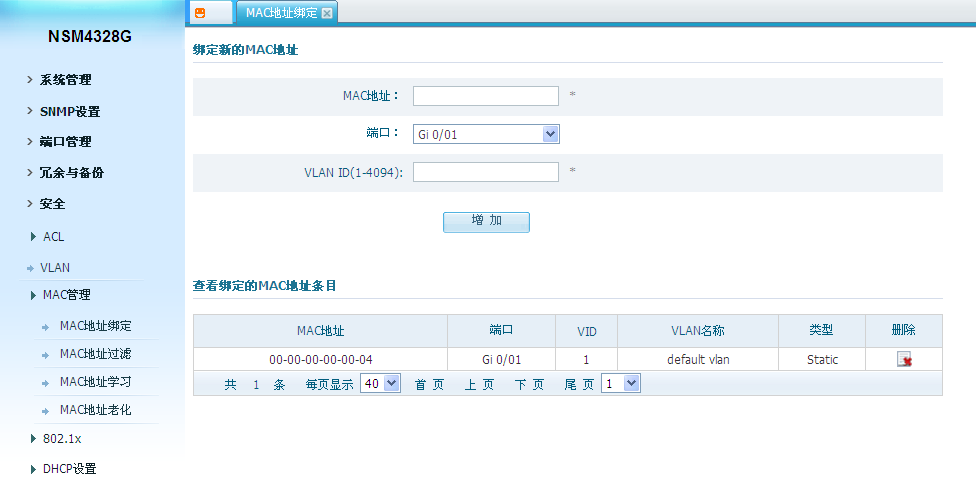 NSM4328G
系统管理
SNMP设置
端口管理
冗余与备份
安全
ACL
VLAN
MAC管理
MAC地址绑定
MAC地址过滤
MAC地址学习
MAC地址老化
802.1x
DHCP设置
MAC地址绑定
绑定新的MAC地址
MAC地址： *
端口： Gi 0/01
VLAN ID(1-4094): *
增 加
查看绑定的MAC地址条目
MAC地址 端口 VID VLAN名称 类型 删除
00-00-00-00-00-04 Gi 0/01 1 default vlan Static
共 1 条 每页显示 40 首 页 上 页 下 页 尾 页 1